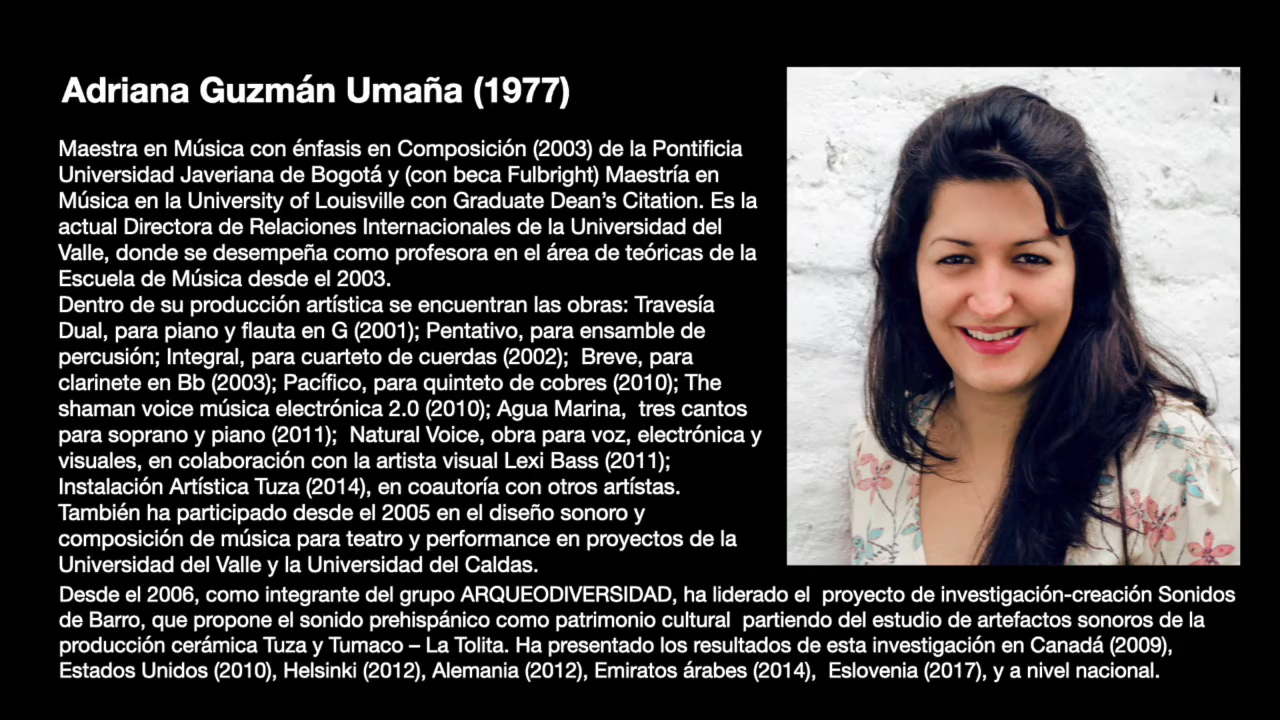 Adriana Guzmán Umaña (1977)
Maestra en Música con énfasis en Composición (2003) de la Pontificia
Universidad Javeriana de Bogotá y (con beca Fulbright) Maestría en
Música en la University of Louisville con Graduate Dean’s Citation. Es la
actual Directora de Relaciones Internacionales de la Universidad del
Valle, donde se desempeña como profesora en el área de teóricas de la
Escuela de Música desde el 2003.
Dentro de su producción artística se encuentran las obras: Travesía
Dual, para piano y flauta en G (2001); Pentativo, para ensamble de
percusión; Integral, para cuarteto de cuerdas (2002);  Breve, para
clarinete en Bb (2003); Pacífico, para quinteto de cobres (2010); The
shaman voice música electrónica 2.0 (2010); Agua Marina,  tres cantos
para soprano y piano (2011);  Natural Voice, obra para voz, electrónica y
visuales, en colaboración con la artista visual Lexi Bass (2011);
Instalación Artística Tuza (2014), en coautoría con otros artístas.
También ha participado desde el 2005 en el diseño sonoro y
composición de música para teatro y performance en proyectos de la
Universidad del Valle y la Universidad del Caldas.
Desde el 2006, como integrante del grupo ARQUEODIVERSIDAD, ha liderado el  proyecto de investigación-creación Sonidos
de Barro, que propone el sonido prehispánico como patrimonio cultural  partiendo del estudio de artefactos sonoros de la
producción cerámica Tuza y Tumaco – La Tolita. Ha presentado los resultados de esta investigación en Canadá (2009),
Estados Unidos (2010), Helsinki (2012), Alemania (2012), Emiratos árabes (2014),  Eslovenia (2017), y a nivel nacional.